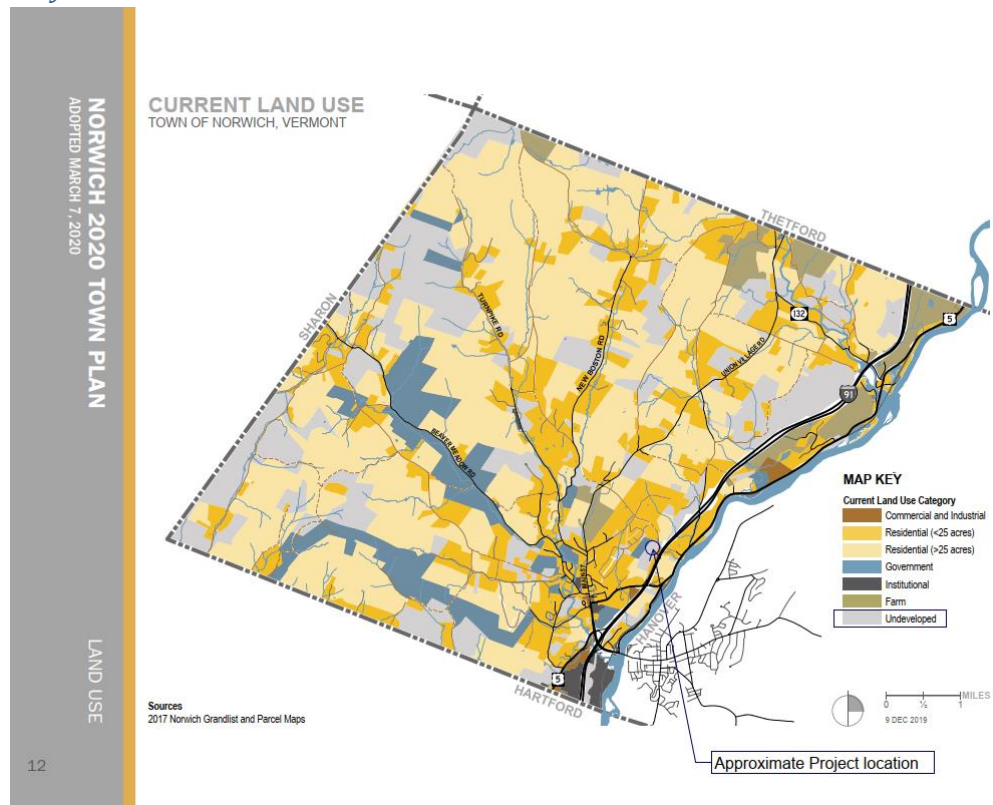 NORWICH 2020 TOWN PLAN
ADOPTED MARCH 7, 2020
LAND USE
12
CURRENT LAND USE
TOWN OF NORWICH, VERMONT
THETFORD
SHARON
TURNPIKE RD
NEW BOSTON RD
UNION VILLAGE RD
132
5
91
BEAVER MEADOW RD
MAIN ST
HANOVER
5
HARTFORD
MAP KEY
Current Land Use Category
Commercial and Industrial
Residential (<25 acres)
Residential (>25 acres)
Government
Institutional
Farm
Undeveloped
Sources
2017 Norwich Grandlist and Parcel Maps
MILES
0 ½ 1
9 DEC 2019
Approximate Project location